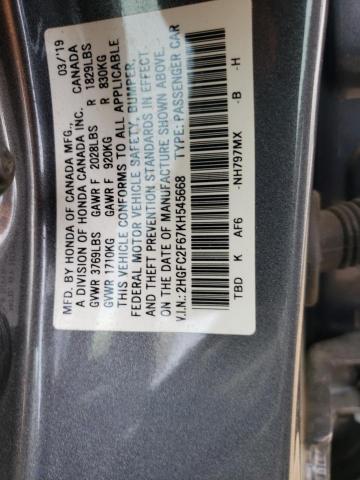 MFD. BY HONDA OF CANADA MFG., 03/'19
A DIVISION OF HONDA CANADA INC. CANADA
GVWR 3769LBS GAWR F 2028LBS R 1829LBS
GVWR 1710KG GAWR F 920KG R 830KG
THIS VEHICLE CONFORMS TO ALL APPLICABLE
FEDERAL MOTOR VEHICLE SAFETY, BUMPER,
AND THEFT PREVENTION STANDARDS IN EFFECT
ON THE DATE OF MANUFACTURE SHOWN ABOVE.
V.I.N.: 2HGFC2F67KH545668 TYPE: PASSENGER CAR
TBD K AF6 -NH797MX -B -H